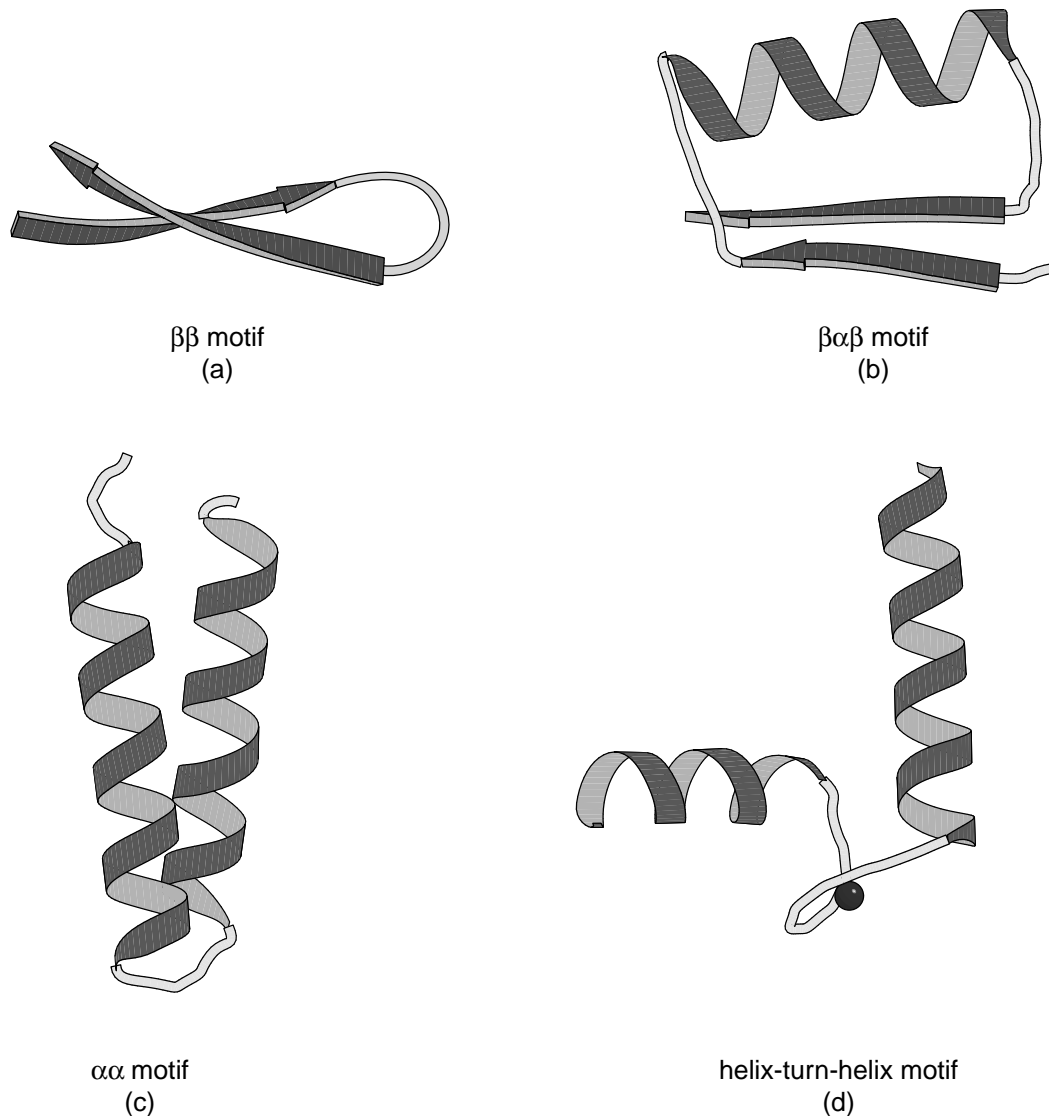 ββ motif
(a)
βαβ motif
(b)
αα motif
(c)
helix-turn-helix motif
(d)